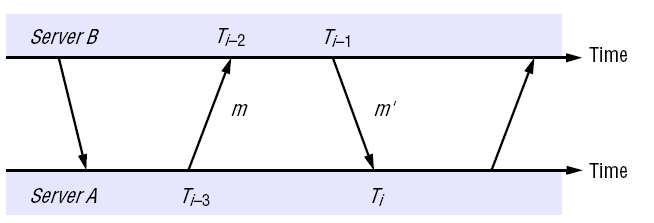 Server B Tᵢ₋₂ Tᵢ₋₁
Time
m m'
Time
Server A Tᵢ₋₃ Tᵢ